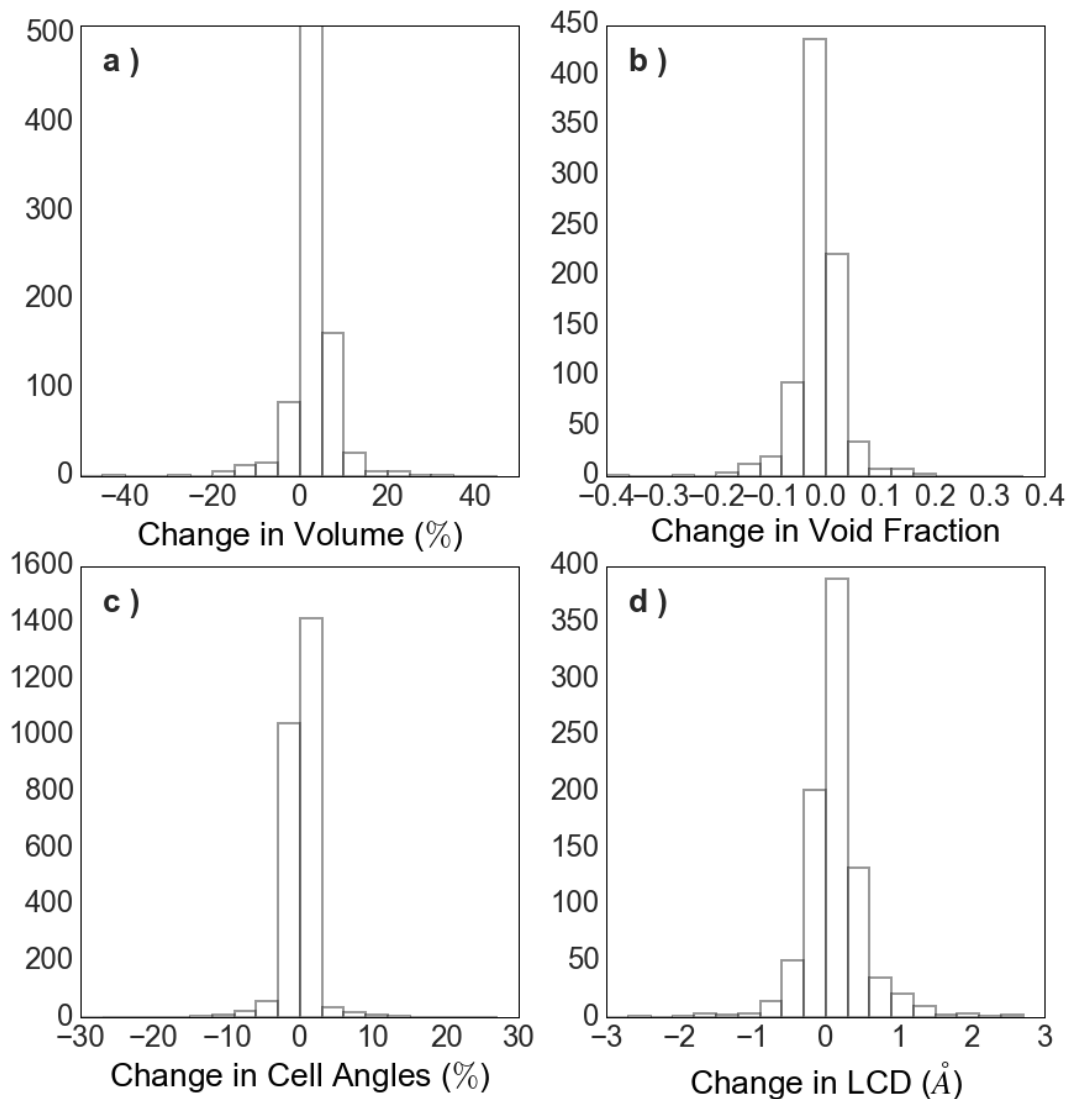 a )
500
400
300
200
100
0
−40 −20 0 20 40
Change in Volume (%)
b )
450
400
350
300
250
200
150
100
50
0
−0.4 −0.3 −0.2 −0.1 0.0 0.1 0.2 0.3 0.4
Change in Void Fraction
c )
1600
1400
1200
1000
800
600
400
200
0
−30 −20 −10 0 10 20 30
Change in Cell Angles (%)
d )
400
350
300
250
200
150
100
50
0
−3 −2 −1 0 1 2 3
Change in LCD (Å)